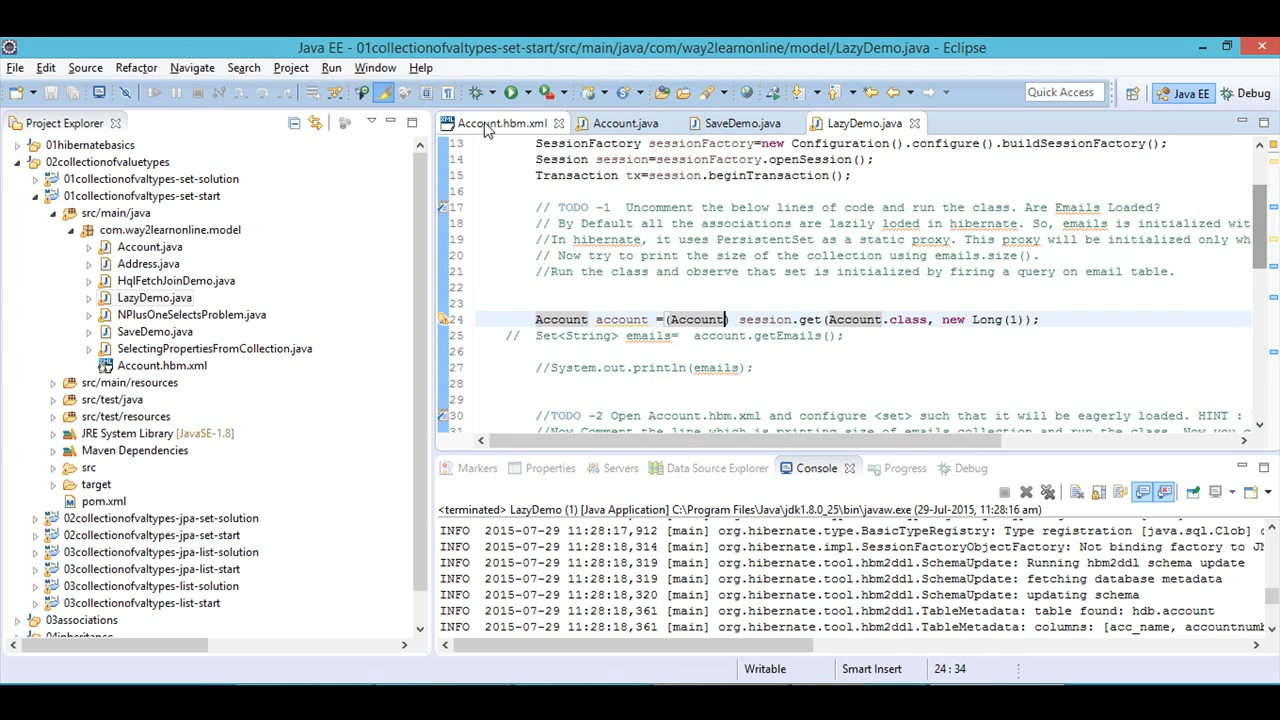 Java EE - 01collectionofvaltypes-set-start/src/main/java/com/way2learnonline/model/LazyDemo.java - Eclipse
File Edit Source Refactor Navigate Search Project Run Window Help
Quick Access
Java EE
Debug
Project Explorer
01hibernatebasics
02collectionofvaluetypes
01collectionofvaltypes-set-solution
01collectionofvaltypes-set-start
src/main/java
com.way2learnonline.model
Account.java
Address.java
HqlFetchJoinDemo.java
LazyDemo.java
NPlusOneSelectsProblem.java
SaveDemo.java
SelectingPropertiesFromCollection.java
Account.hbm.xml
src/main/resources
src/test/java
src/test/resources
JRE System Library [JavaSE-1.8]
Maven Dependencies
src
target
pom.xml
02collectionofvaltypes-jpa-set-solution
02collectionofvaltypes-jpa-set-start
03collectionofvaltypes-jpa-list-solution
03collectionofvaltypes-jpa-list-start
03collectionofvaltypes-list-solution
03collectionofvaltypes-list-start
03associations
04inheritance
Account.hbm.xml Account.java SaveDemo.java LazyDemo.java
13 SessionFactory sessionFactory=new Configuration().configure().buildSessionFactory();
14 Session session=sessionFactory.openSession();
15 Transaction tx=session.beginTransaction();
16
17 // TODO -1 Uncomment the below lines of code and run the class. Are Emails Loaded?
18 // By Default all the associations are lazily loded in hibernate. So, emails is initialized wit
19 //In hibernate, it uses PersistentSet as a static proxy. This proxy will be initialized only wh
20 // Now try to print the size of the collection using emails.size().
21 //Run the class and observe that set is initialized by firing a query on email table.
22
23
24 Account account =(Account) session.get(Account.class, new Long(1));
25 // Set<String> emails= account.getEmails();
26
27 //System.out.println(emails);
28
29
30 //TODO -2 Open Account.hbm.xml and configure <set> such that it will be eagerly loaded. HINT :
31 //Now Comment the line which is printing size of emails collection and run the class. Now you c
Markers Properties Servers Data Source Explorer Console Progress Debug
<terminated> LazyDemo (1) [Java Application] C:\Program Files\Java\jdk1.8.0_25\bin\javaw.exe (29-Jul-2015, 11:28:16 am)
INFO 2015-07-29 11:28:17,912 [main] org.hibernate.type.BasicTypeRegistry: Type registration [java.sql.Clob] o
INFO 2015-07-29 11:28:18,314 [main] org.hibernate.impl.SessionFactoryObjectFactory: Not binding factory to JN
INFO 2015-07-29 11:28:18,319 [main] org.hibernate.tool.hbm2ddl.SchemaUpdate: Running hbm2ddl schema update
INFO 2015-07-29 11:28:18,319 [main] org.hibernate.tool.hbm2ddl.SchemaUpdate: fetching database metadata
INFO 2015-07-29 11:28:18,320 [main] org.hibernate.tool.hbm2ddl.SchemaUpdate: updating schema
INFO 2015-07-29 11:28:18,361 [main] org.hibernate.tool.hbm2ddl.TableMetadata: table found: hdb.account
INFO 2015-07-29 11:28:18,361 [main] org.hibernate.tool.hbm2ddl.TableMetadata: columns: [acc_name, accountnumb
Writable Smart Insert 24 : 34